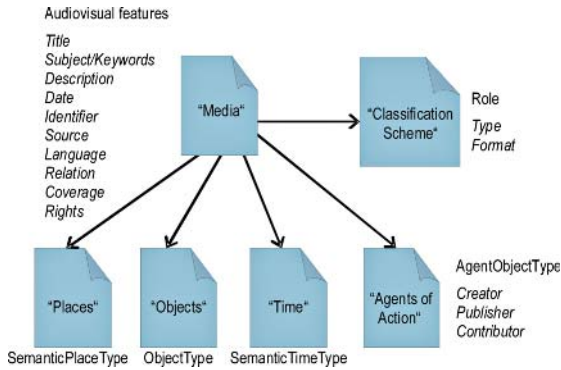 Audiovisual features
Title
Subject/Keywords
Description
Date
Identifier
Source
Language
Relation
Coverage
Rights
"Media"
"Classification
Scheme"
Role
Type
Format
"Places"
"Objects"
"Time"
"Agents of
Action"
AgentObjectType
Creator
Publisher
Contributor
SemanticPlaceType
ObjectType
SemanticTimeType